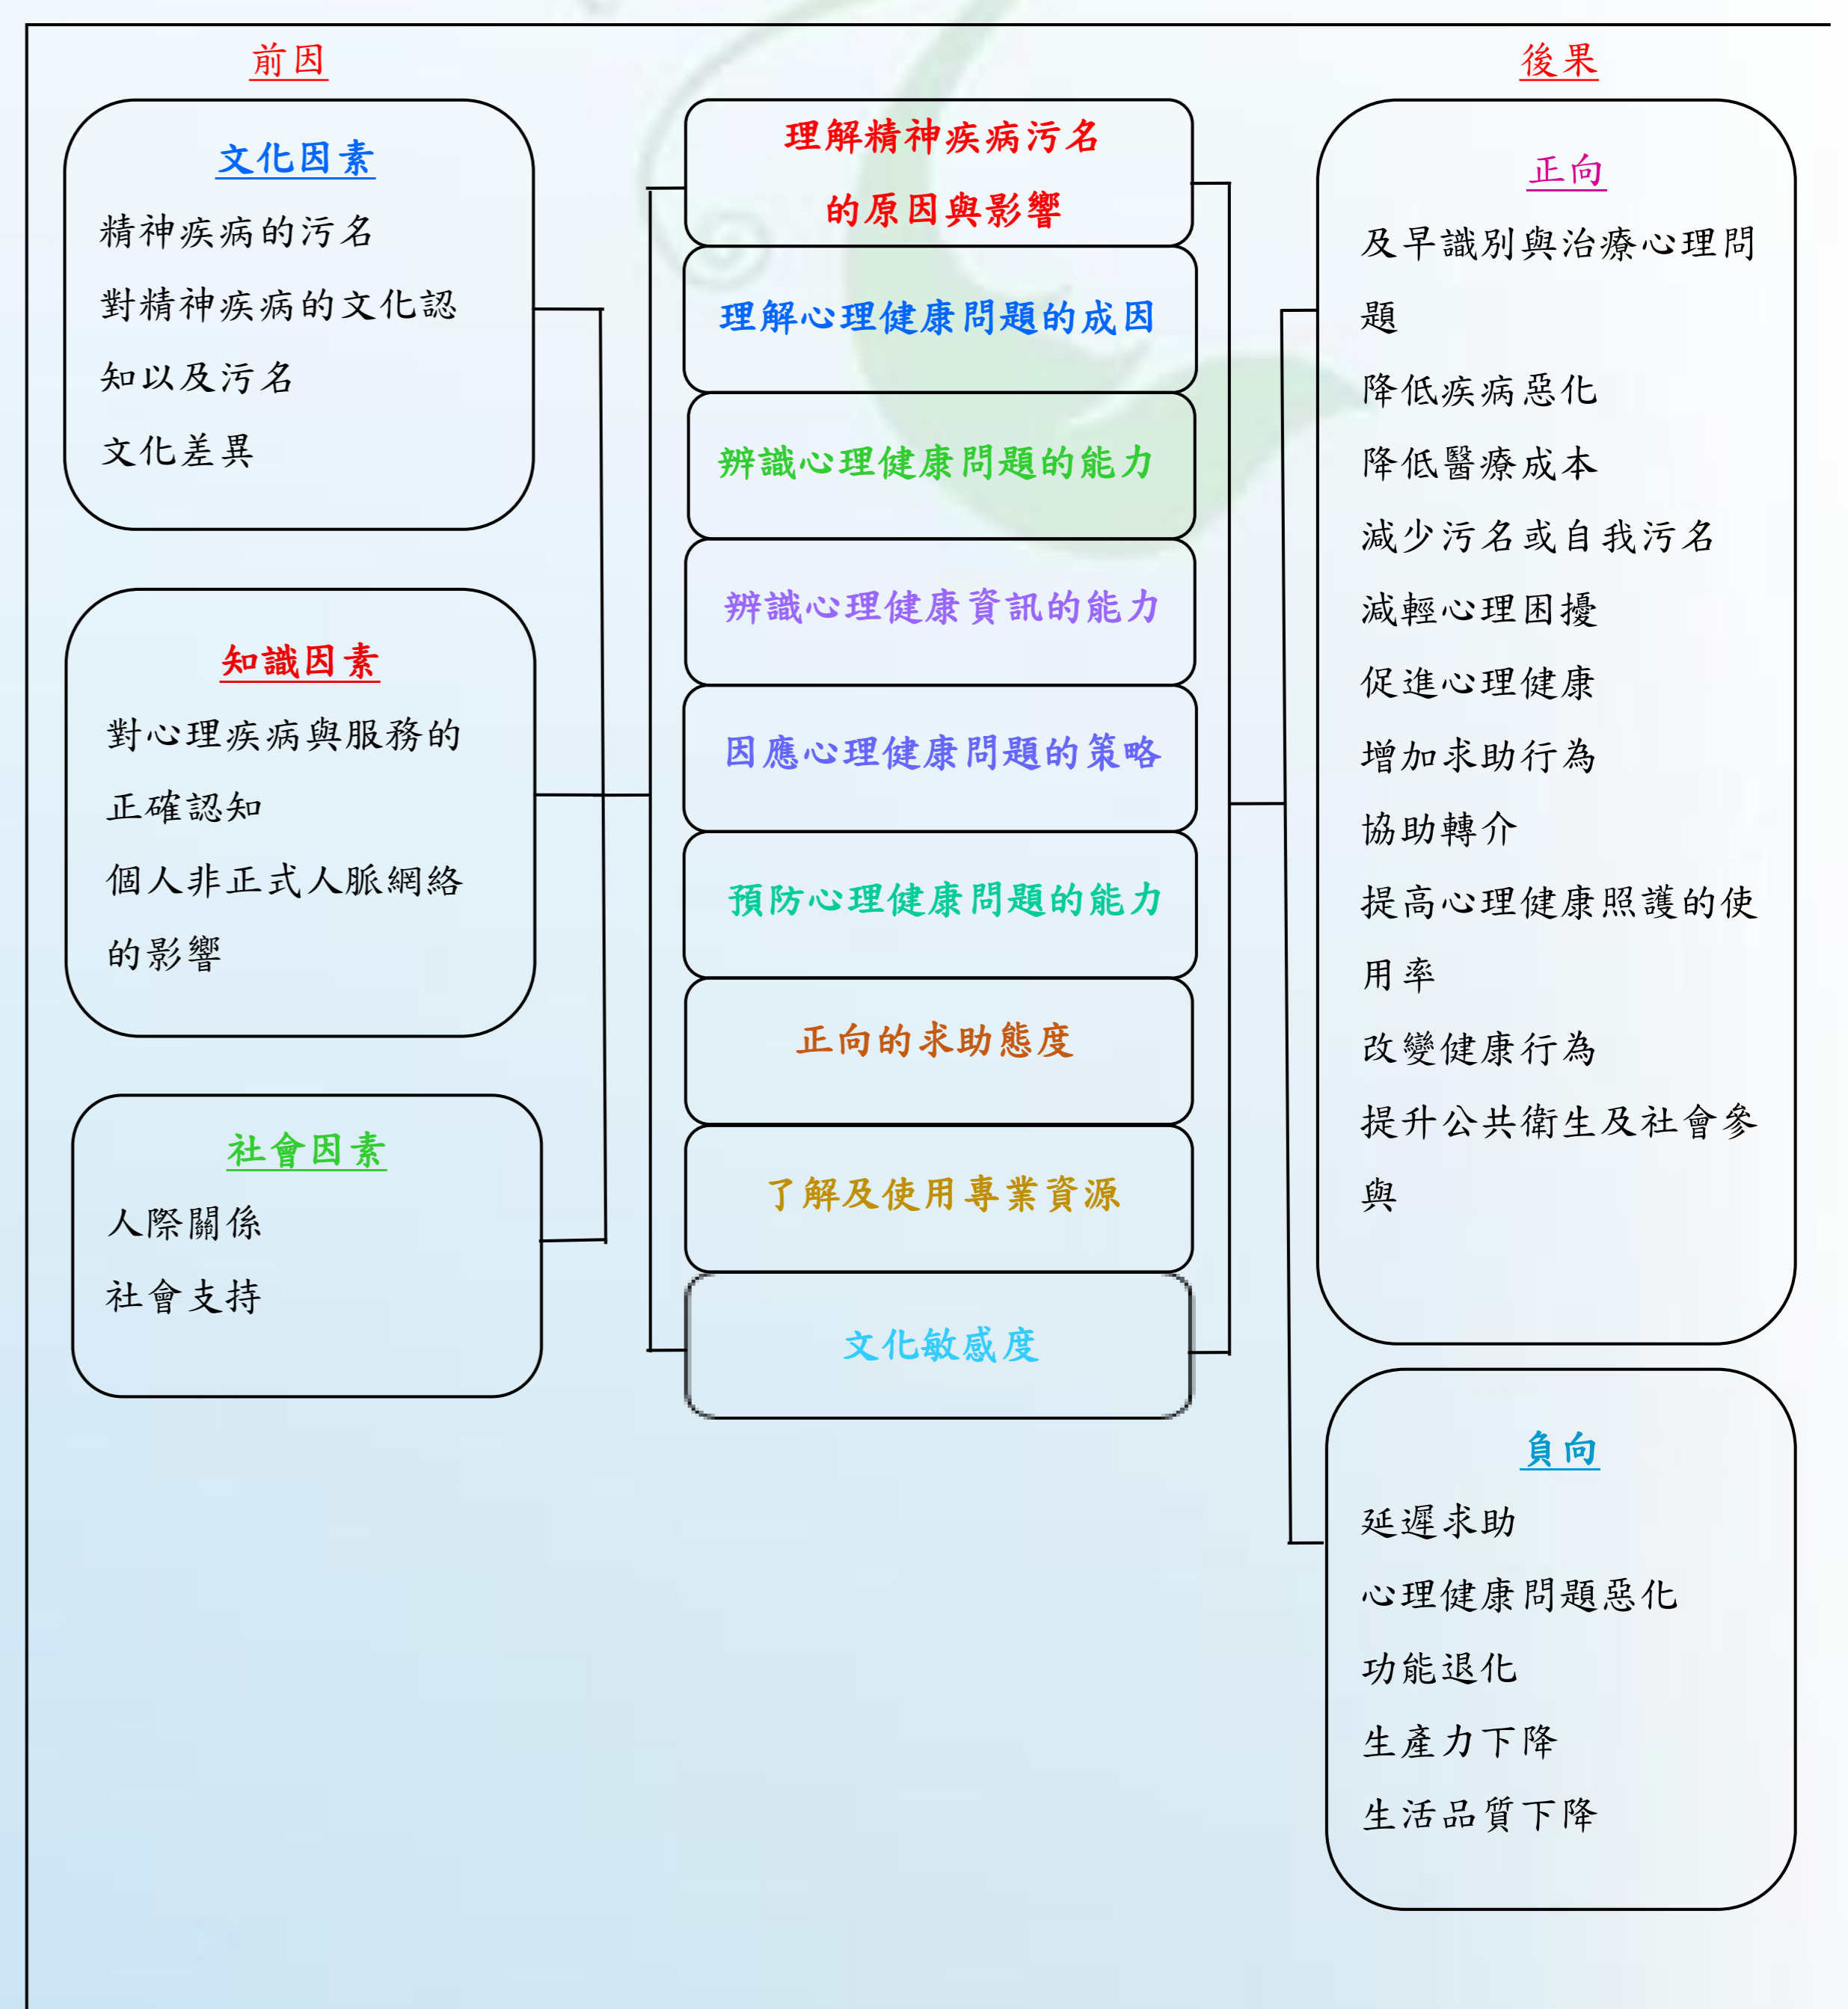 前因
文化因素
精神疾病的污名
對精神疾病的文化認
知以及污名
文化差異
知識因素
對心理疾病與服務的
正確認知
個人非正式人脈網絡
的影響
社會因素
人際關係
社會支持
理解精神疾病污名
的原因與影響
理解心理健康問題的成因
辨識心理健康問題的能力
辨識心理健康資訊的能力
因應心理健康問題的策略
預防心理健康問題的能力
正向的求助態度
了解及使用專業資源
文化敏感度
後果
正向
及早識別與治療心理問
題
降低疾病惡化
降低醫療成本
減少污名或自我污名
減輕心理困擾
促進心理健康
增加求助行為
協助轉介
提高心理健康照護的使
用率
改變健康行為
提升公共衛生及社會參
與
負向
延遲求助
心理健康問題惡化
功能退化
生產力下降
生活品質下降